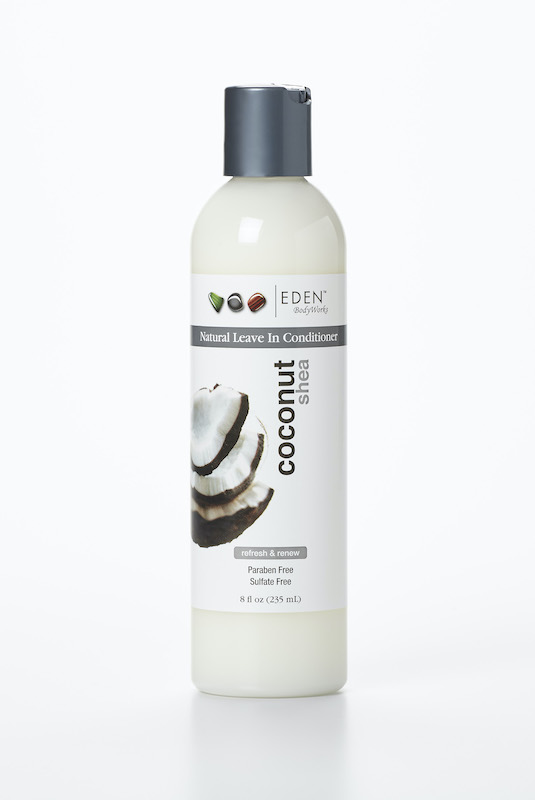 EDEN™
BodyWorks
Natural Leave In Conditioner
coconut
shea
refresh & renew
Paraben Free
Sulfate Free
8 fl oz (235 mL)